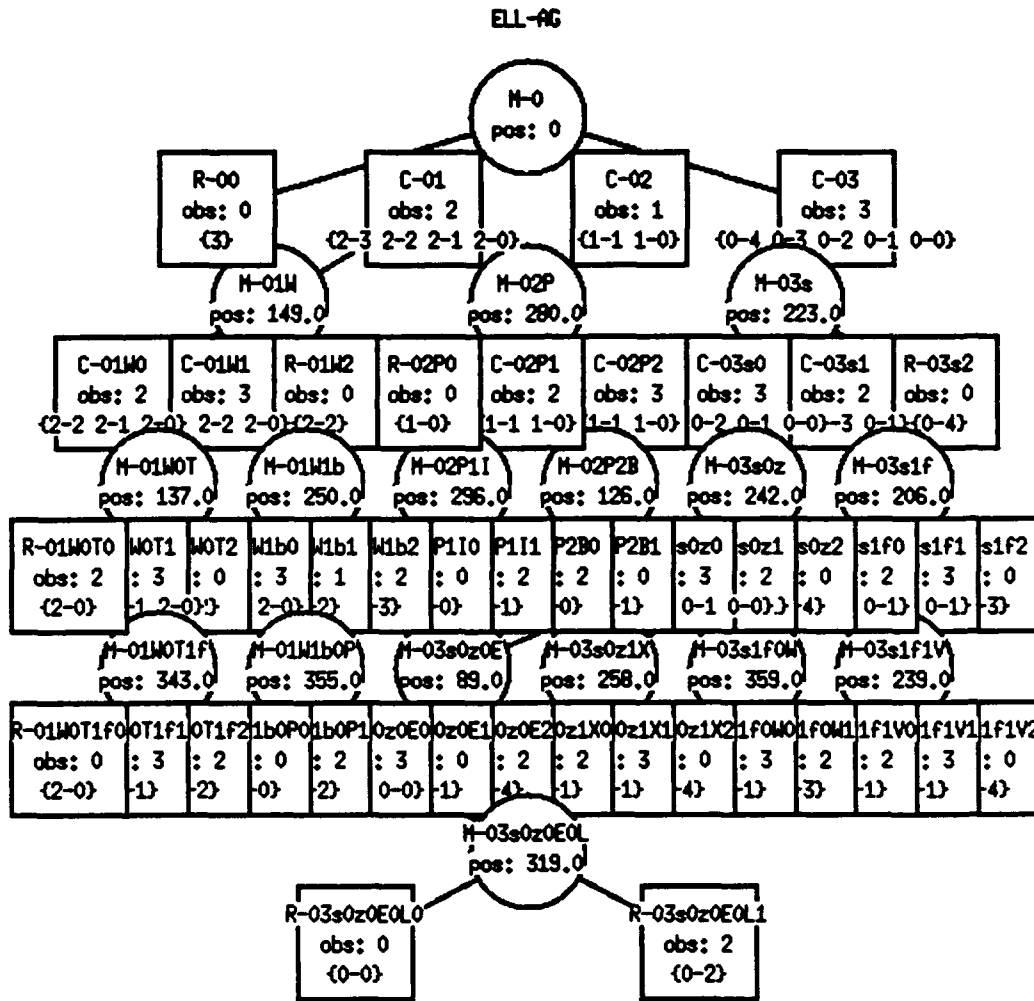 ELL-AG
M-0
pos: 0
R-00 C-01 C-02 C-03
obs: 0 obs: 2 obs: 1 obs: 3
{3} {2-3 2-2 2-1 2-0} {1-1 1-0} {0-4 0-3 0-2 0-1 0-0}
M-01W M-02P M-03s
pos: 149.0 pos: 280.0 pos: 223.0
C-01W0 C-01W1 R-01W2 R-02P0 C-02P1 C-02P2 C-03s0 C-03s1 R-03s2
obs: 2 obs: 3 obs: 0 obs: 0 obs: 2 obs: 3 obs: 3 obs: 2 obs: 0
{2-2 2-1 2-0} 2-2 2-0} {2-2} {1-0} {1-1 1-0} {1-1 1-0} 0-2 0-1 0-0} -3 0-1} {0-4}
M-01W0T M-01W1b M-02P1I M-02P2B M-03s0z M-03s1f
pos: 137.0 pos: 250.0 pos: 296.0 pos: 126.0 pos: 242.0 pos: 206.0
R-01W0T0 W0T1 W0T2 W1b0 W1b1 W1b2 P1I0 P1I1 P2B0 P2B1 s0z0 s0z1 s0z2 s1f0 s1f1 s1f2
obs: 2 : 3 : 0 : 3 : 1 : 2 : 0 : 2 : 2 : 0 : 3 : 2 : 0 : 2 : 3 : 0
{2-0} -1 2-0} 2-0} -2} -3} -0} -1} -0} -1} 0-1 0-0} -4} 0-1} 0-1} -3}
M-01W0T1f M-01W1b0P M-03s0z0E M-03s0z1X M-03s1f0W M-03s1f1V
pos: 343.0 pos: 355.0 pos: 89.0 pos: 258.0 pos: 359.0 pos: 239.0
R-01W0T1f0 0T1f1 0T1f2 1b0P0 1b0P1 0z0E0 0z0E1 0z0E2 0z1X0 0z1X1 0z1X2 1f0W0 1f0W1 1f1V0 1f1V1 1f1V2
obs: 0 : 3 : 2 : 0 : 2 : 3 : 0 : 2 : 2 : 3 : 0 : 3 : 2 : 2 : 3 : 0
{2-0} -1} -2} -0} 2} 0-0} -1} -4} 1} -1} 4} -1} -3} -1} -1} -4}
M-03s0z0E0L
pos: 319.0
R-03s0z0E0L0 R-03s0z0E0L1
obs: 0 obs: 2
{0-0} {0-2}